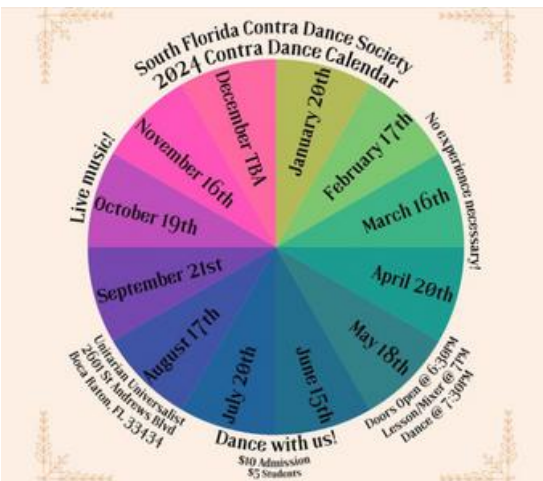 South Florida Contra Dance Society
2024 Contra Dance Calendar
January 20th
February 17th
March 16th
April 20th
May 18th
June 15th
July 20th
August 17th
September 21st
October 19th
November 16th
December TBA
No experience necessary!
Doors Open @ 6:30PM
Lesson/Mixer @ 7PM
Dance @ 7:30PM
Dance with us!
$10 Admission
$5 Students
Unitarian Universalist
2601 St Andrews Blvd
Boca Raton, FL 33434
Live music!